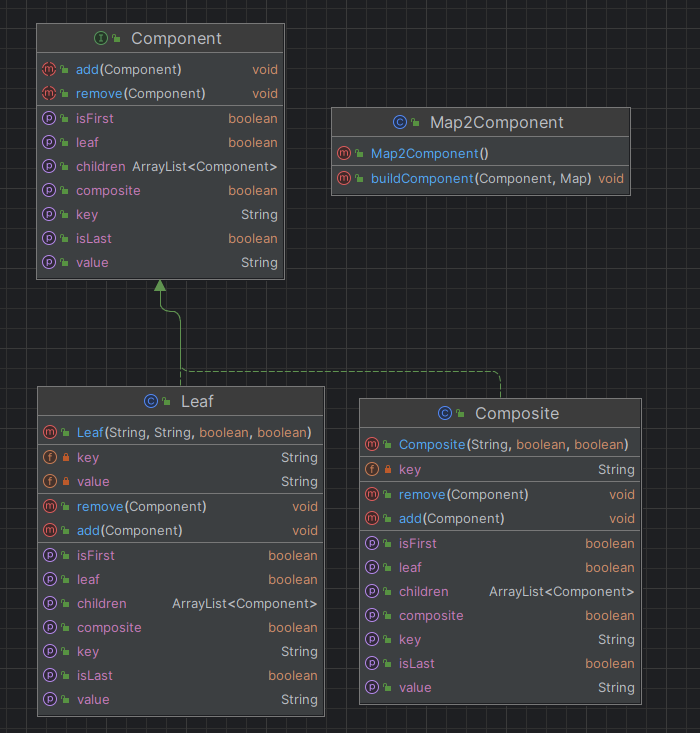 Component
add(Component) void
remove(Component) void
isFirst boolean
leaf boolean
children ArrayList<Component>
composite boolean
key String
isLast boolean
value String
Map2Component
Map2Component()
buildComponent(Component, Map) void
Leaf
Leaf(String, String, boolean, boolean)
key String
value String
remove(Component) void
add(Component) void
isFirst boolean
leaf boolean
children ArrayList<Component>
composite boolean
key String
isLast boolean
value String
Composite
Composite(String, boolean, boolean)
key String
remove(Component) void
add(Component) void
isFirst boolean
leaf boolean
children ArrayList<Component>
composite boolean
key String
isLast boolean
value String